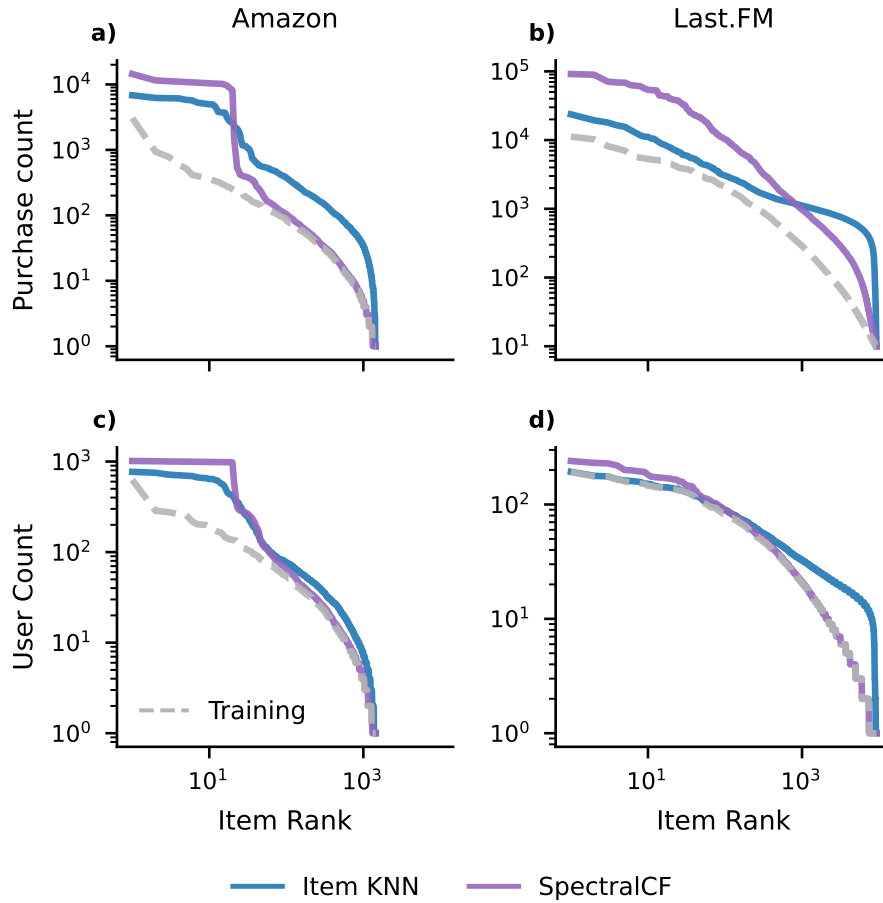 Amazon
Last.FM
a)
b)
Purchase count
10^4
10^3
10^2
10^1
10^0
10^5
10^4
10^3
10^2
10^1
c)
d)
User Count
10^3
10^2
10^1
10^0
10^2
10^1
10^0
Training
10^1
10^3
10^1
10^3
Item Rank
Item Rank
Item KNN
SpectralCF